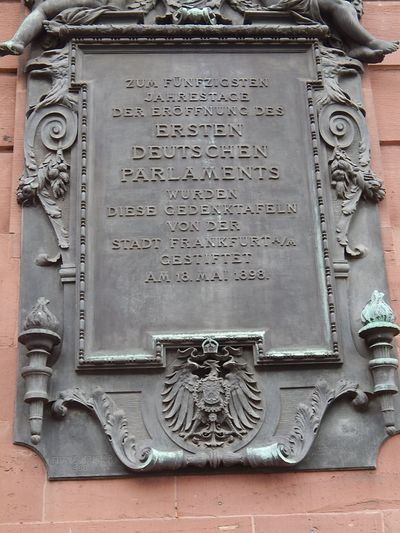 ZUM FÜNFZIGSTEN
JAHRESTAGE
DER ERÖFFNUNG DES
ERSTEN
DEUTSCHEN
PARLAMENTS
WURDEN
DIESE GEDENKTAFELN
VON DER
STADT FRANKFURT A/M
GESTIFTET
AM 18. MAI 1898.